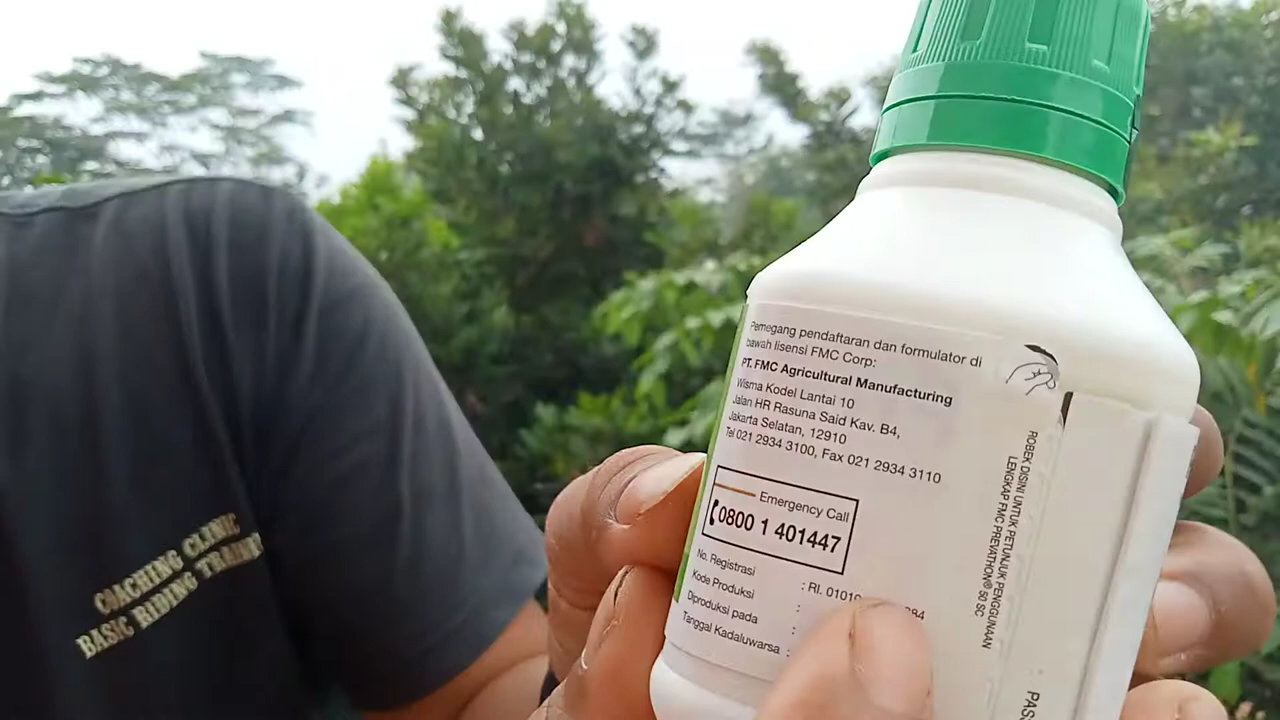 Pemegang pendaftaran dan formulator di
bawah lisensi FMC Corp:
PT. FMC Agricultural Manufacturing
Wisma Kodel Lantai 10
Jalan HR Rasuna Said Kav. B4,
Jakarta Selatan, 12910
Tel 021 2934 3100, Fax 021 2934 3110
Emergency Call
0800 1 401447
No. Registrasi : RI. 01010
Kode Produksi :
Diproduksi pada :
Tanggal Kadaluwarsa :
ROBEK DISINI UNTUK PETUNJUK PENGGUNAAN
LENGKAP FMC PREVATHON® 50 SC
COACHING CLINIC
BASIC RIDING